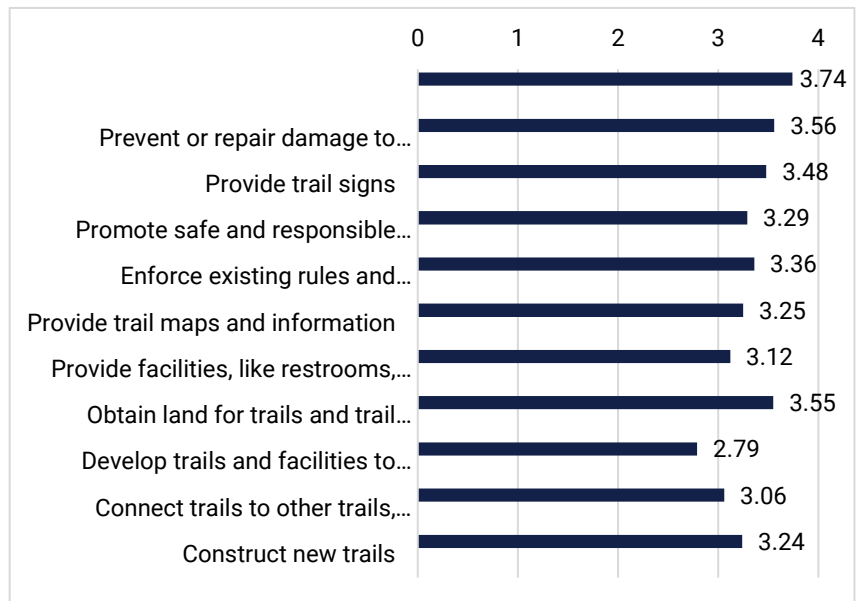 0 1 2 3 4
3.74
3.56
Prevent or repair damage to…
3.48
Provide trail signs
3.29
Promote safe and responsible…
3.36
Enforce existing rules and…
3.25
Provide trail maps and information
3.12
Provide facilities, like restrooms,…
3.55
Obtain land for trails and trail…
2.79
Develop trails and facilities to…
3.06
Connect trails to other trails,…
3.24
Construct new trails